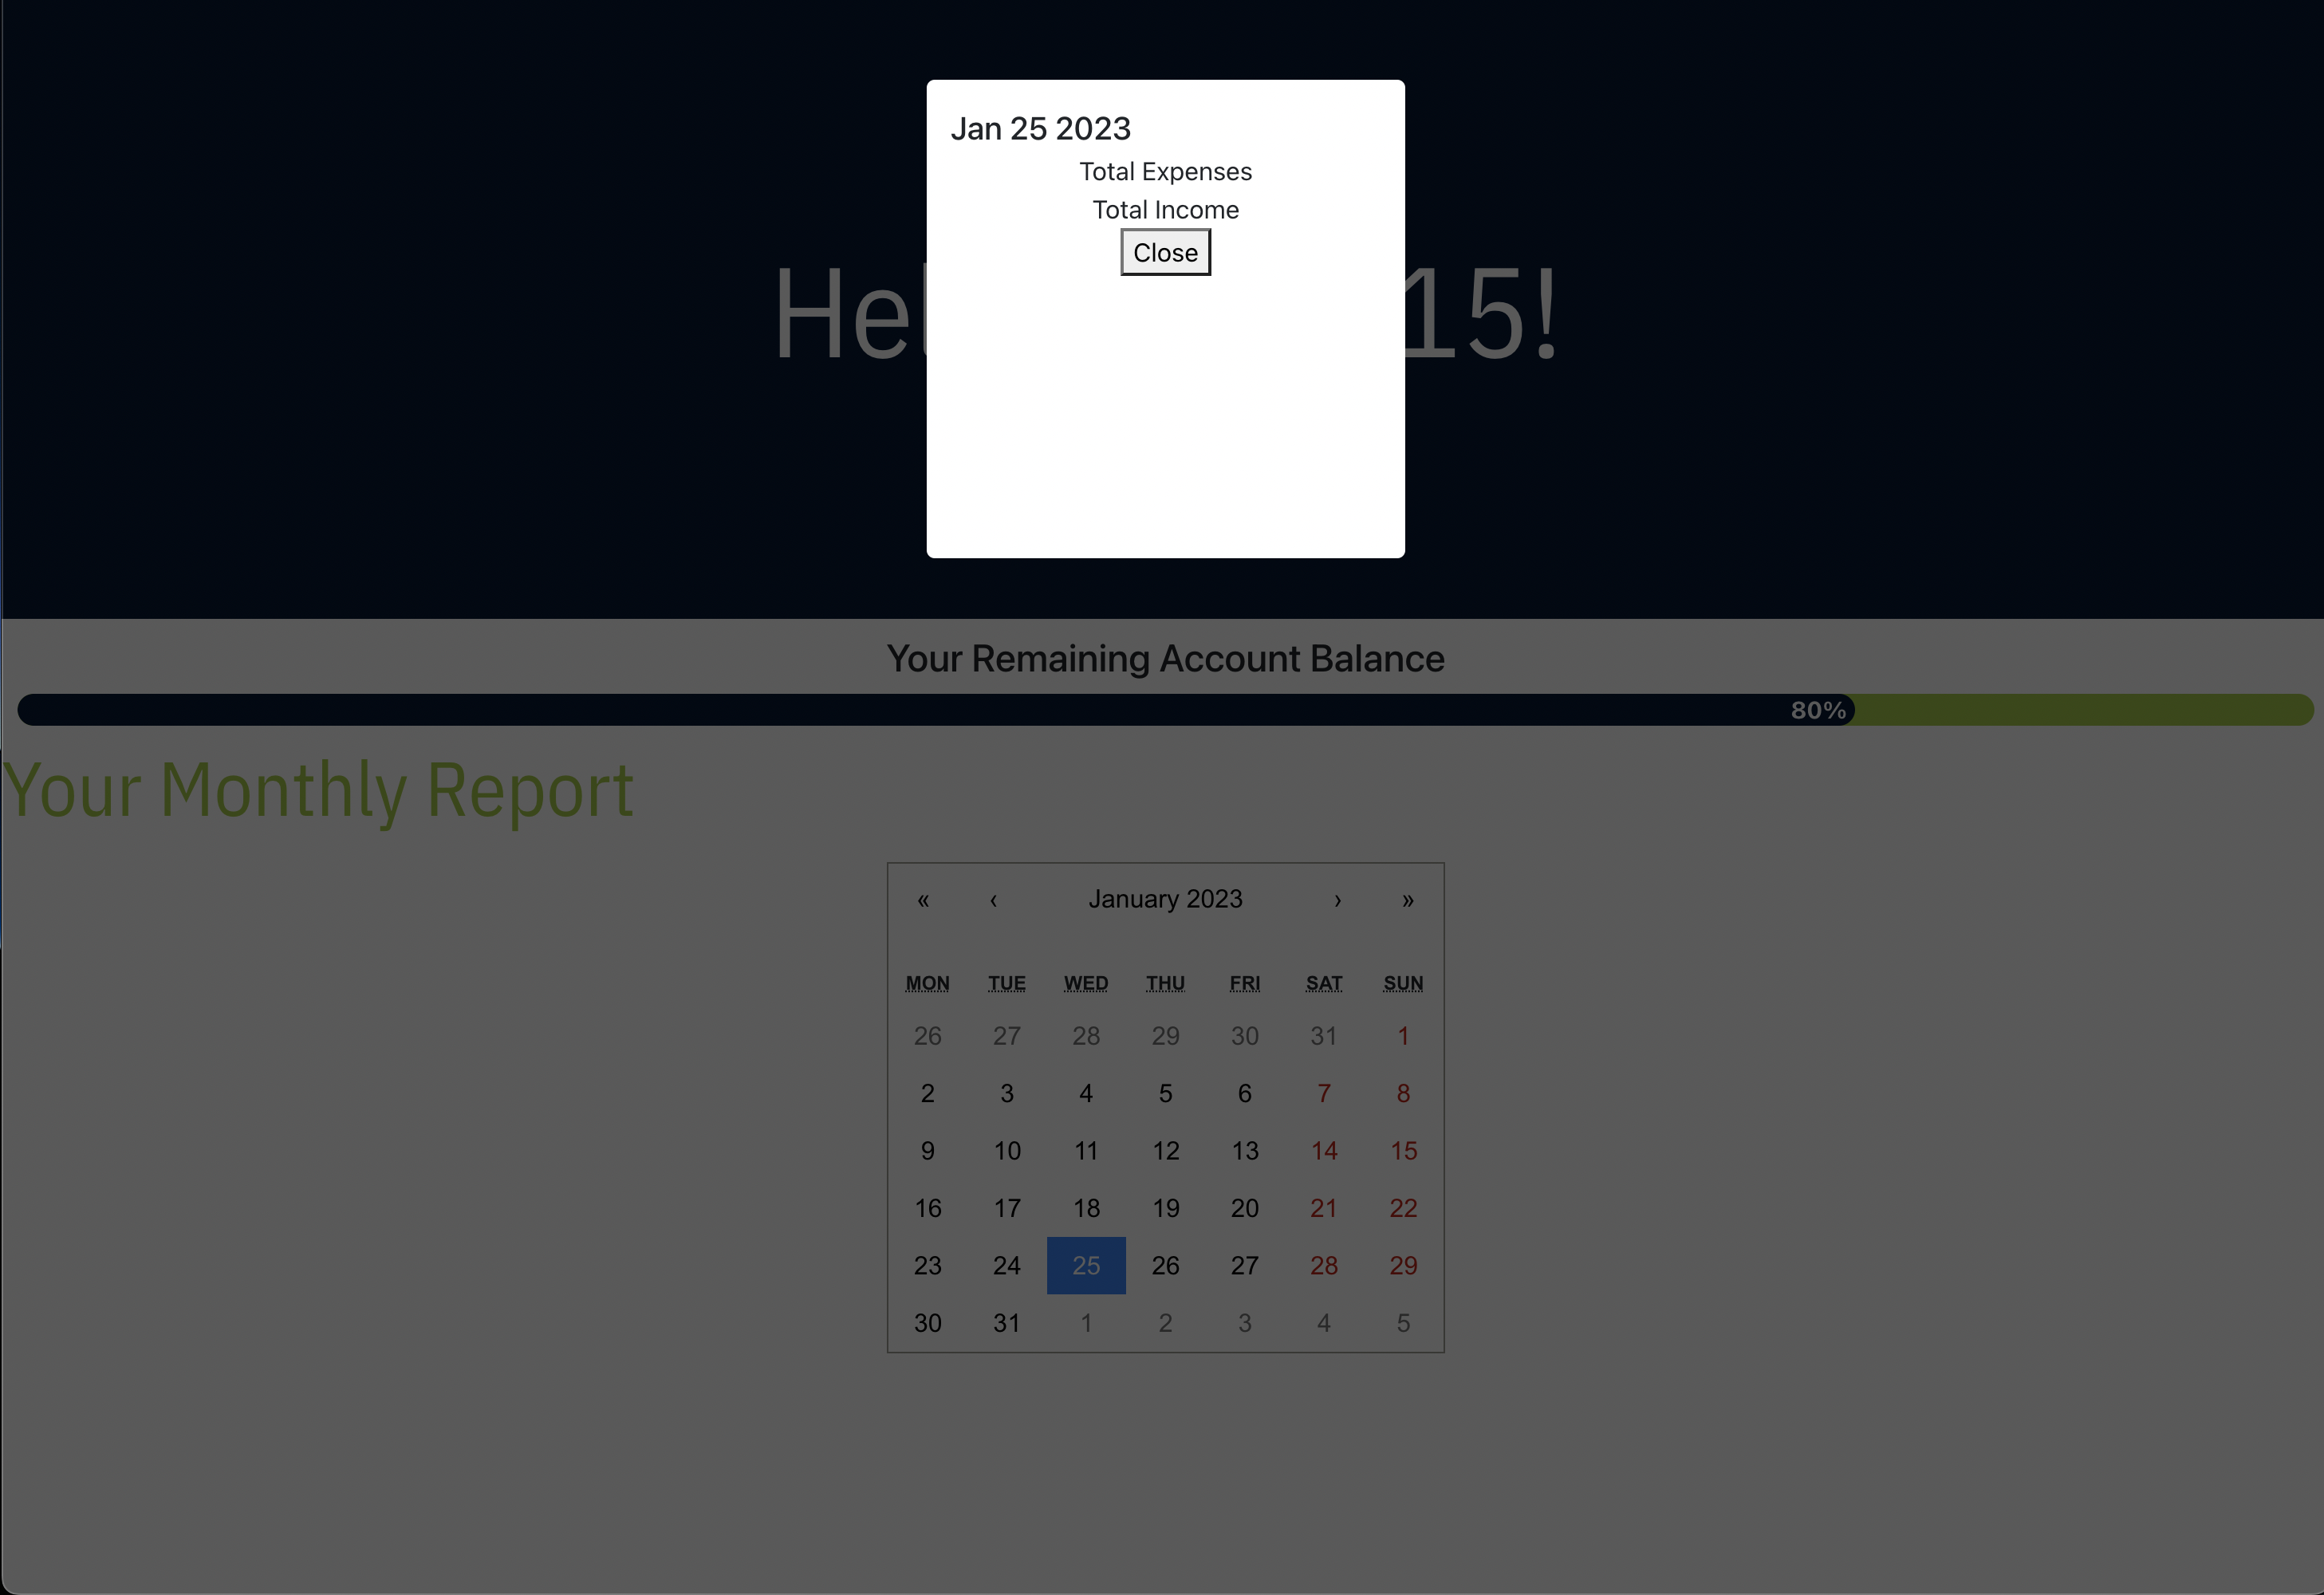 Jan 25 2023
Total Expenses
Total Income
Close
15!
Your Remaining Account Balance
80%
Your Monthly Report
« ‹ January 2023 › »
MON TUE WED THU FRI SAT SUN
26 27 28 29 30 31 1
2 3 4 5 6 7 8
9 10 11 12 13 14 15
16 17 18 19 20 21 22
23 24 25 26 27 28 29
30 31 1 2 3 4 5